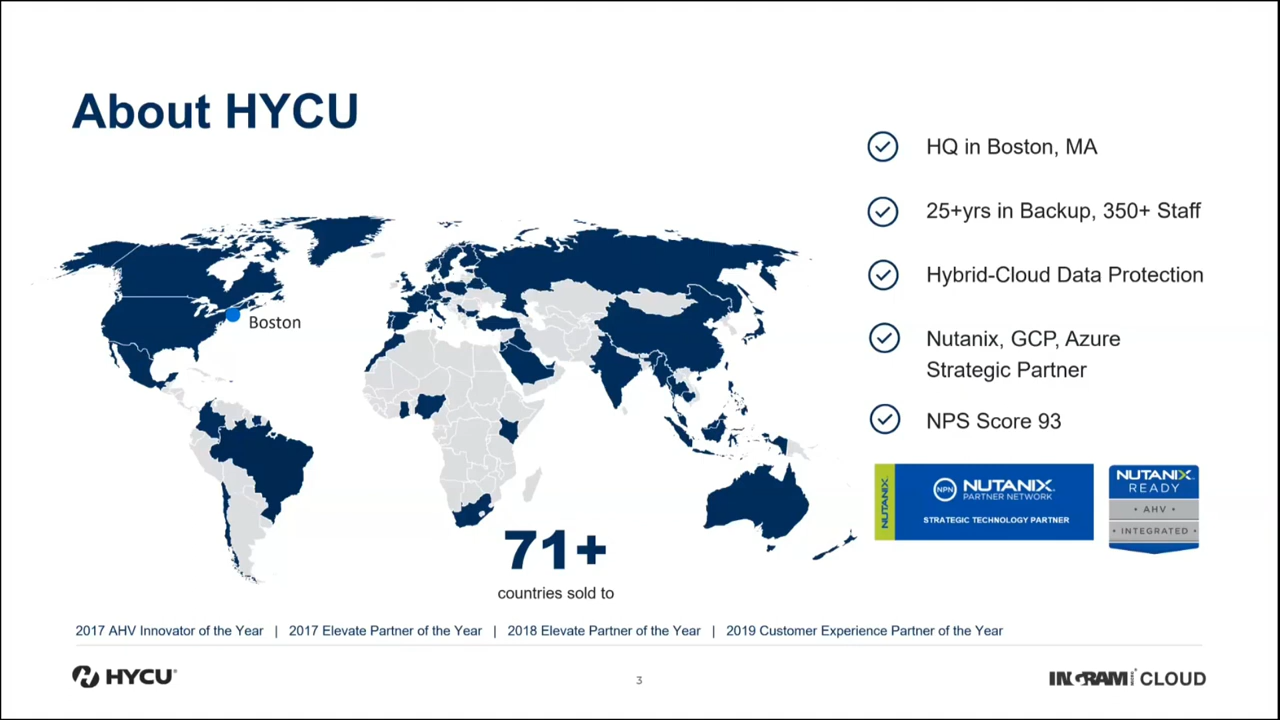 About HYCU
HQ in Boston, MA
25+yrs in Backup, 350+ Staff
Hybrid-Cloud Data Protection
Nutanix, GCP, Azure
Strategic Partner
NPS Score 93
Boston
NUTANIX
NPN NUTANIX
PARTNER NETWORK
STRATEGIC TECHNOLOGY PARTNER
NUTANIX
READY
• AHV •
• INTEGRATED •
71+
countries sold to
2017 AHV Innovator of the Year | 2017 Elevate Partner of the Year | 2018 Elevate Partner of the Year | 2019 Customer Experience Partner of the Year
HYCU
3
INGRAM CLOUD